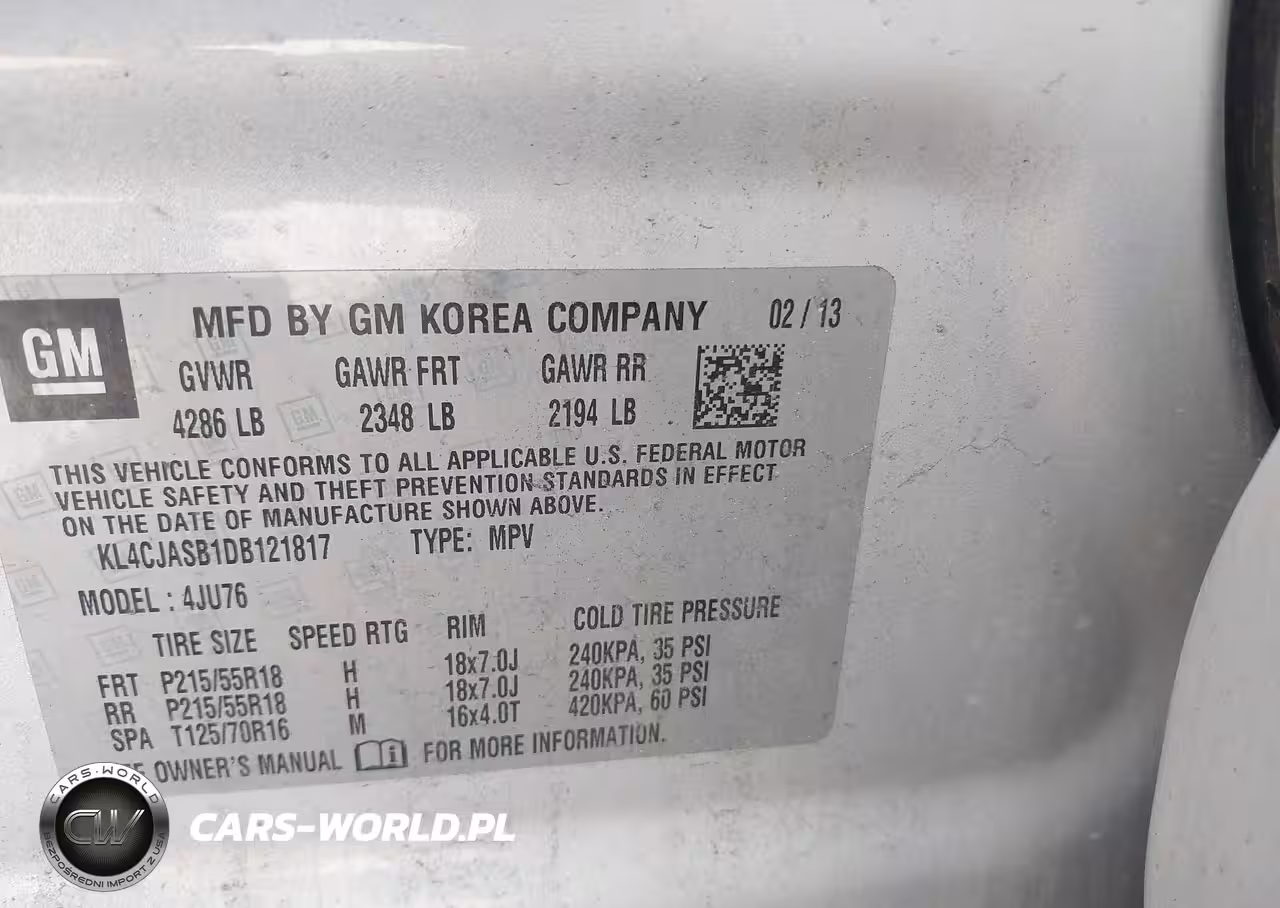 GM
MFD BY GM KOREA COMPANY 02 / 13
GVWR GAWR FRT GAWR RR
4286 LB 2348 LB 2194 LB
THIS VEHICLE CONFORMS TO ALL APPLICABLE U.S. FEDERAL MOTOR
VEHICLE SAFETY AND THEFT PREVENTION STANDARDS IN EFFECT
ON THE DATE OF MANUFACTURE SHOWN ABOVE.
KL4CJASB1DB121817 TYPE: MPV
MODEL : 4JU76
TIRE SIZE SPEED RTG RIM COLD TIRE PRESSURE
FRT P215/55R18 H 18x7.0J 240KPA, 35 PSI
RR P215/55R18 H 18x7.0J 240KPA, 35 PSI
SPA T125/70R16 M 16x4.0T 420KPA, 60 PSI
OWNER'S MANUAL FOR MORE INFORMATION.
CARS-WORLD
CW
BEZPOŚREDNI IMPORT Z USA
CARS-WORLD.PL